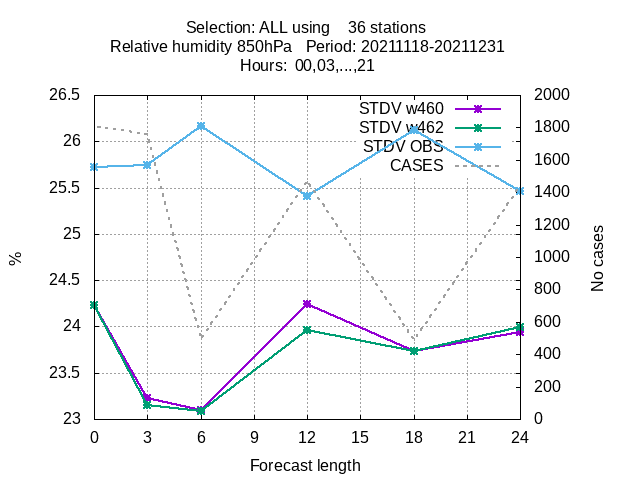 Selection: ALL using    36 stations
Relative humidity 850hPa   Period: 20211118-20211231
Hours:  00,03,...,21
STDV w460
STDV w462
STDV OBS
CASES
26.5
26
25.5
25
24.5
24
23.5
23
%
2000
1800
1600
1400
1200
1000
800
600
400
200
0
No cases
0 3 6 9 12 15 18 21 24
Forecast length